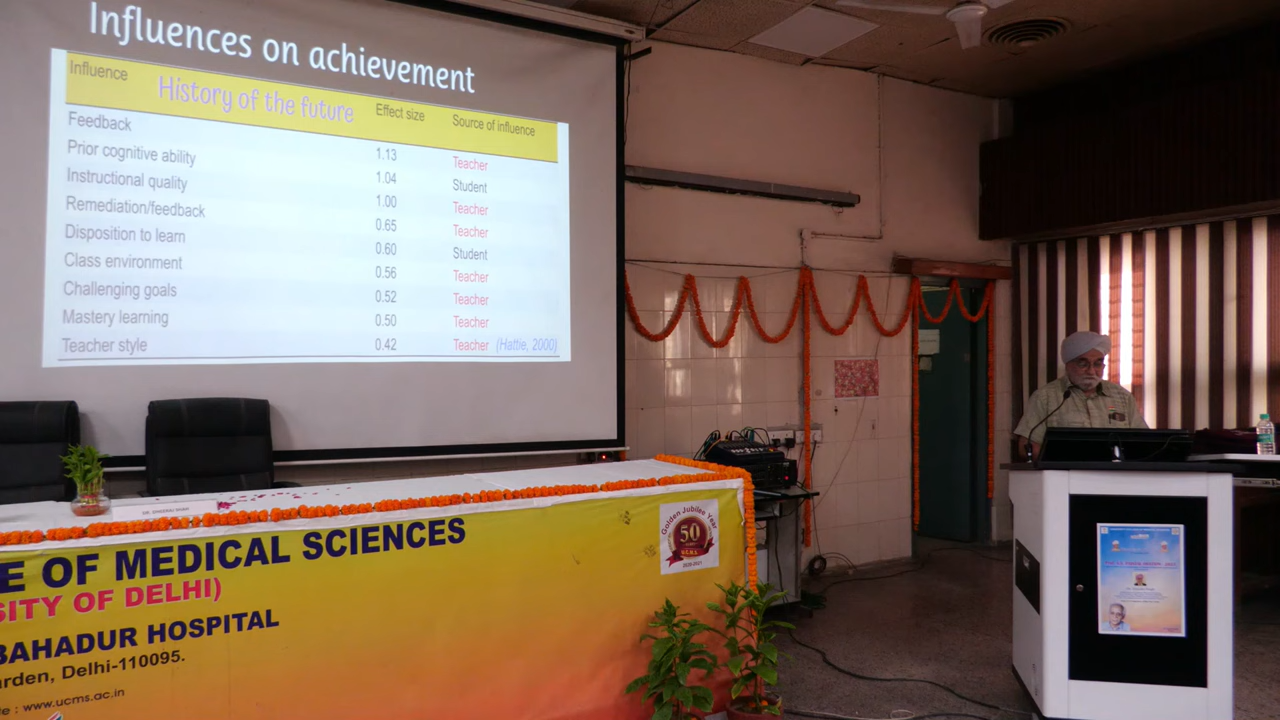 Influences on achievement
Influence History of the future Effect size Source of influence
Feedback 1.13 Teacher
Prior cognitive ability 1.04 Student
Instructional quality 1.00 Teacher
Remediation/feedback 0.65 Teacher
Disposition to learn 0.60 Student
Class environment 0.56 Teacher
Challenging goals 0.52 Teacher
Mastery learning 0.50 Teacher
Teacher style 0.42 Teacher (Hattie, 2000)
E OF MEDICAL SCIENCES
SITY OF DELHI)
BAHADUR HOSPITAL
rden, Delhi-110095.
e : www.ucms.ac.in
Golden Jubilee Year
50
YEARS
U.C.M.S.
2020-2021